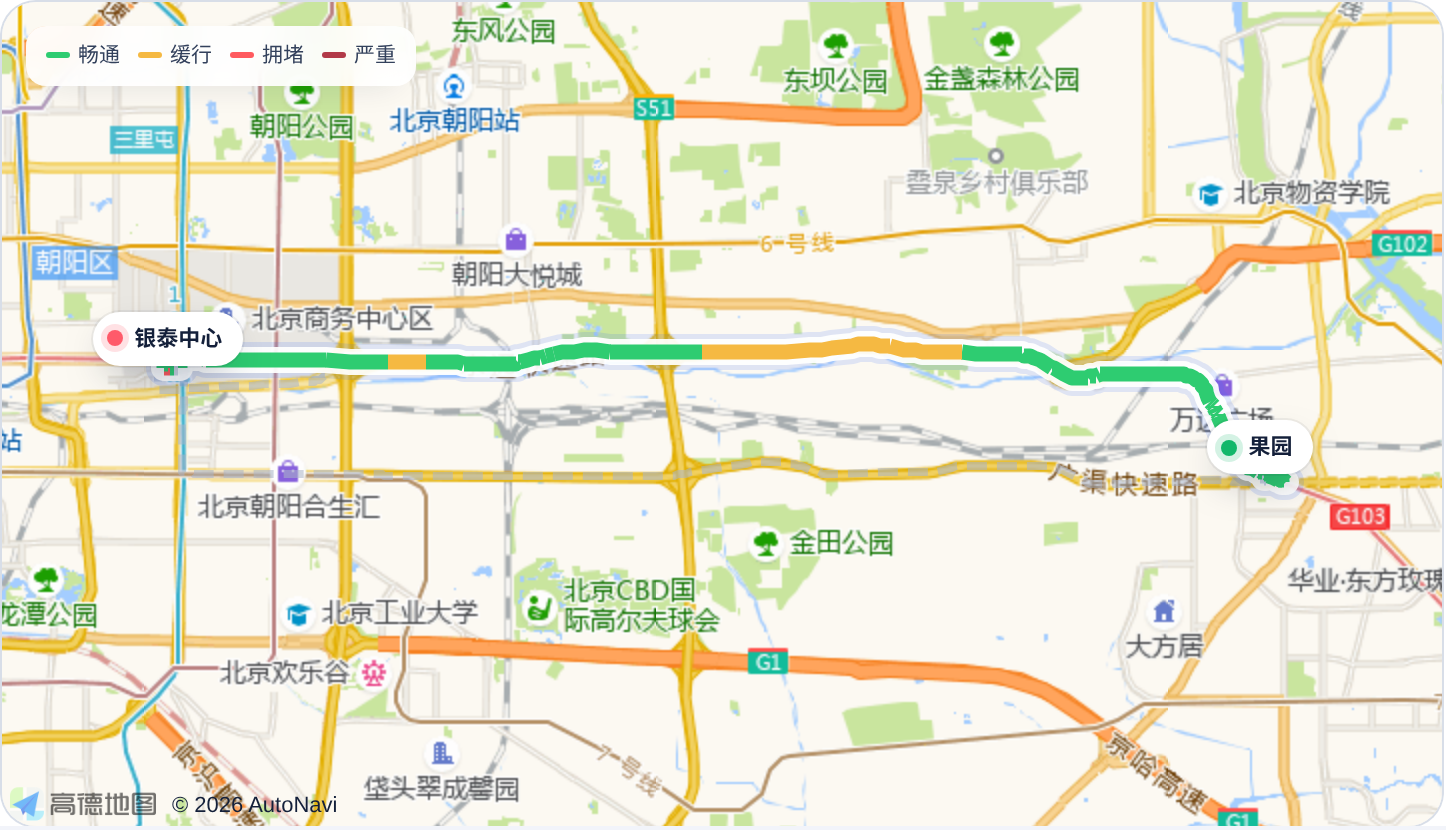 线
速
东风公园
畅通 缓行 拥堵 严重
东坝公园
金盏森林公园
S51
北京朝阳站
朝阳公园
三里屯
叠泉乡村俱乐部
北京物资学院
6号线
G102
朝阳区
朝阳大悦城
1
北京商务中心区
银泰中心
站
果园
广渠快速路
北京朝阳合生汇
G103
金田公园
华业·东方玫瑰
北京CBD国
际高尔夫球会
龙潭公园
北京工业大学
大方居
G1
北京欢乐谷
7号线
京哈高速
垡头翠成馨园
高德地图 © 2026 AutoNavi
G1